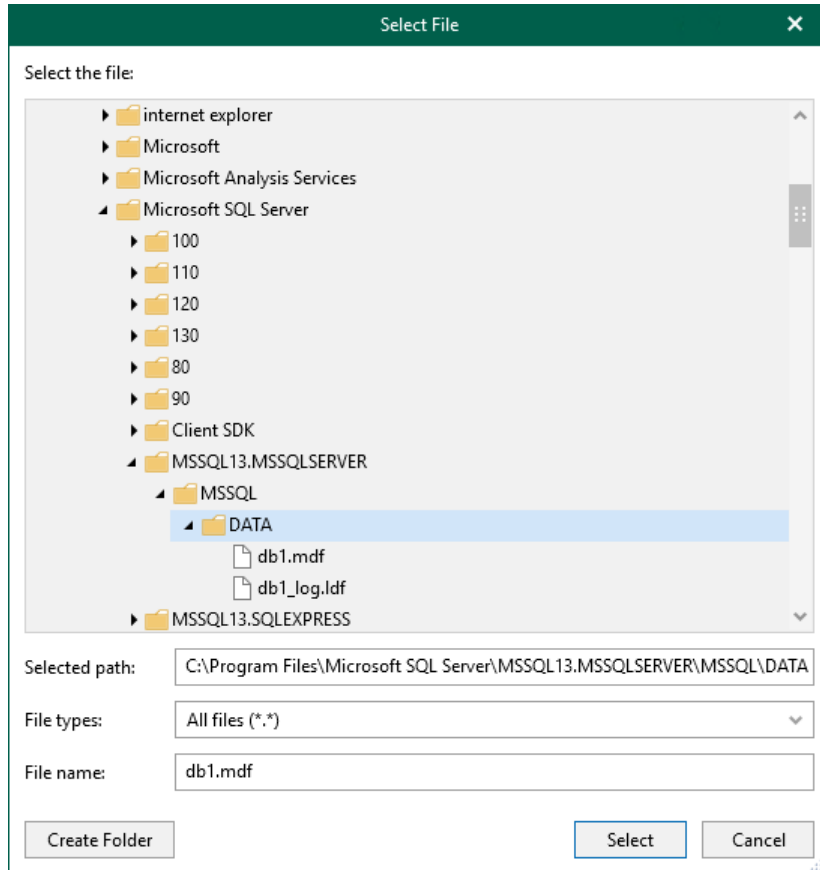 Select File
Select the file:
internet explorer
Microsoft
Microsoft Analysis Services
Microsoft SQL Server
100
110
120
130
80
90
Client SDK
MSSQL13.MSSQLSERVER
MSSQL
DATA
db1.mdf
db1_log.ldf
MSSQL13.SQLEXPRESS
Selected path: C:\Program Files\Microsoft SQL Server\MSSQL13.MSSQLSERVER\MSSQL\DATA
File types: All files (*.*)
File name: db1.mdf
Create Folder Select Cancel